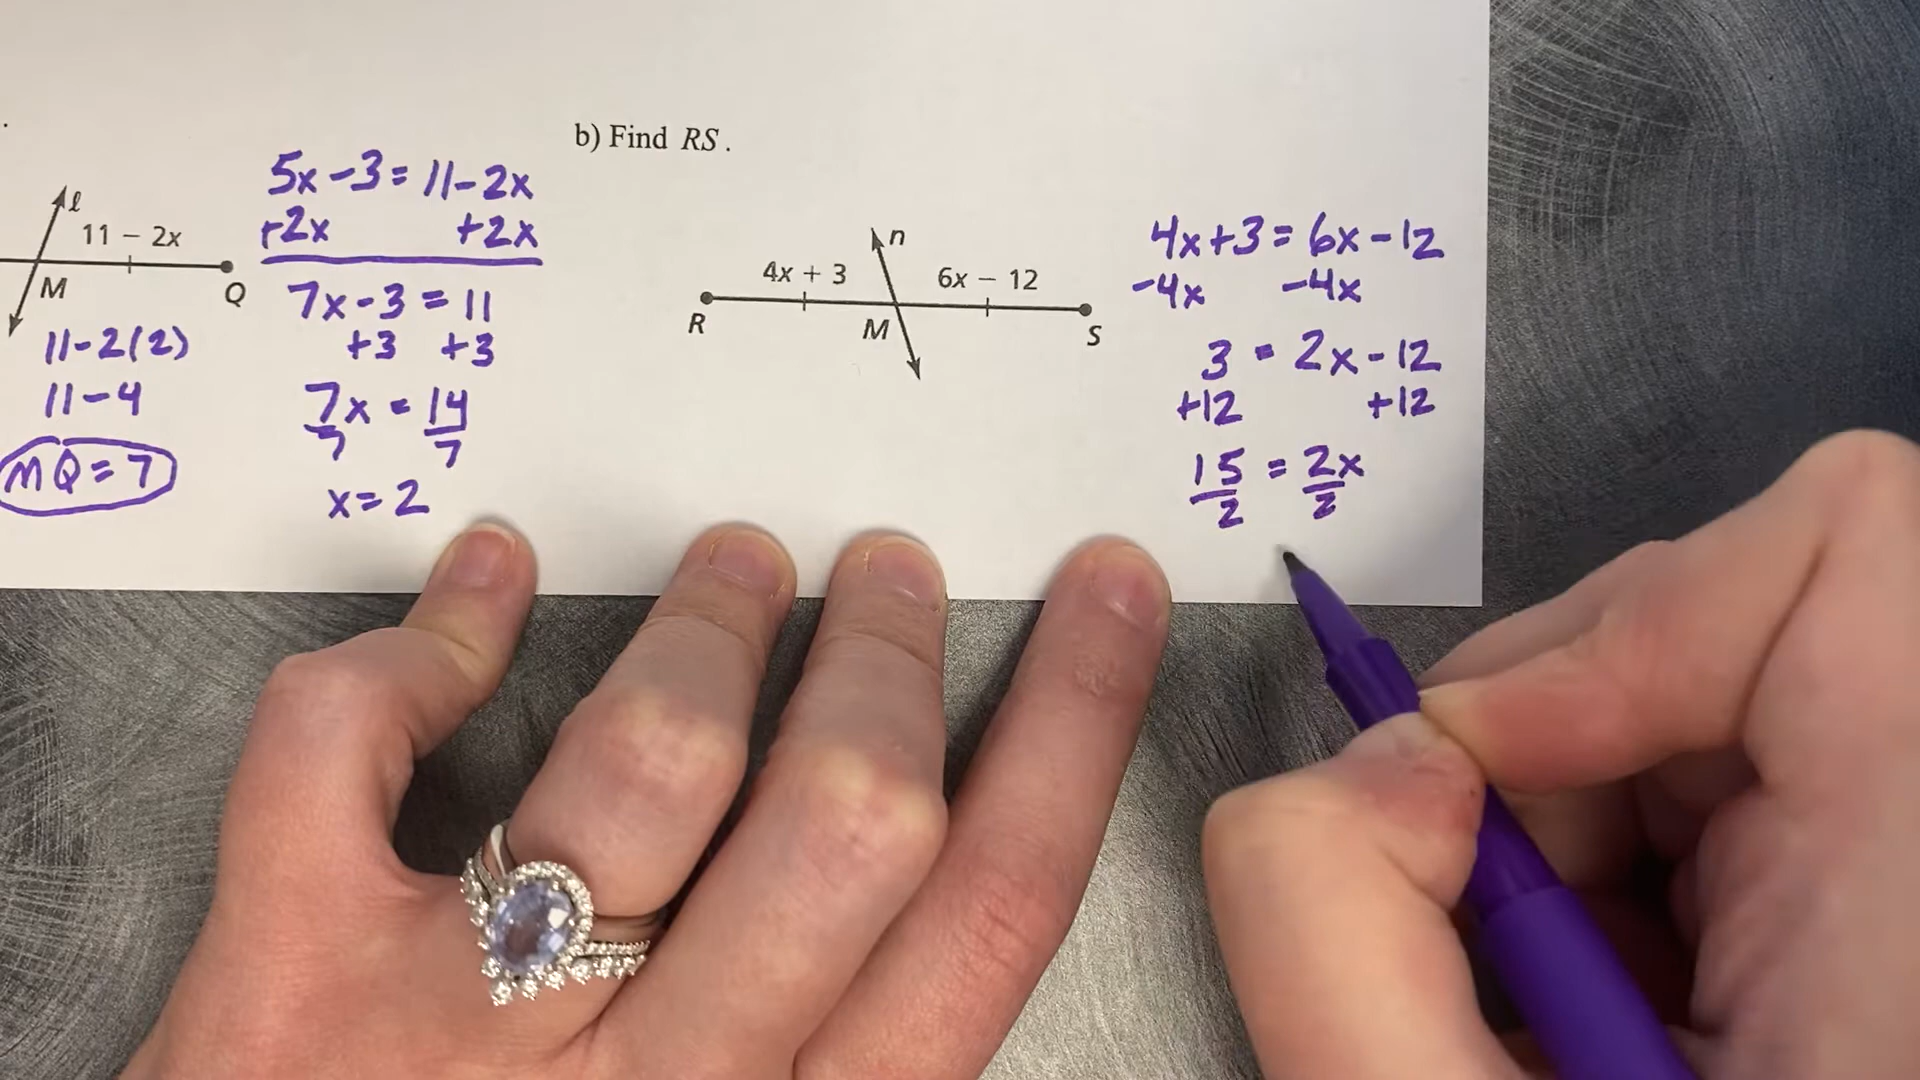 b) Find RS.
5x-3=11-2x
+2x +2x
7x-3=11
+3 +3
7x=14
7 7
x=2
ℓ
11 − 2x
M
Q
11-2(2)
11-4
MQ=7
n
4x + 3
6x − 12
R
M
S
4x+3=6x-12
-4x -4x
3=2x-12
+12 +12
15=2x
2 2